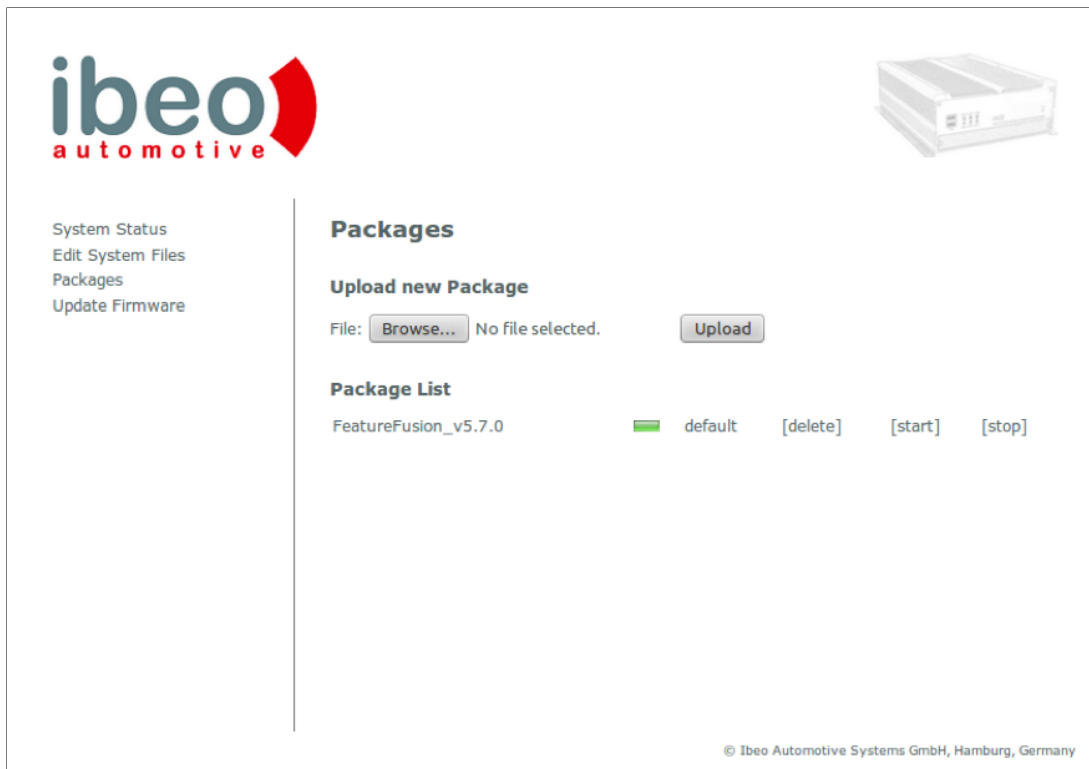 ibeo
automotive
System Status
Edit System Files
Packages
Update Firmware
Packages
Upload new Package
File: Browse... No file selected. Upload
Package List
FeatureFusion_v5.7.0 default [delete] [start] [stop]
© Ibeo Automotive Systems GmbH, Hamburg, Germany